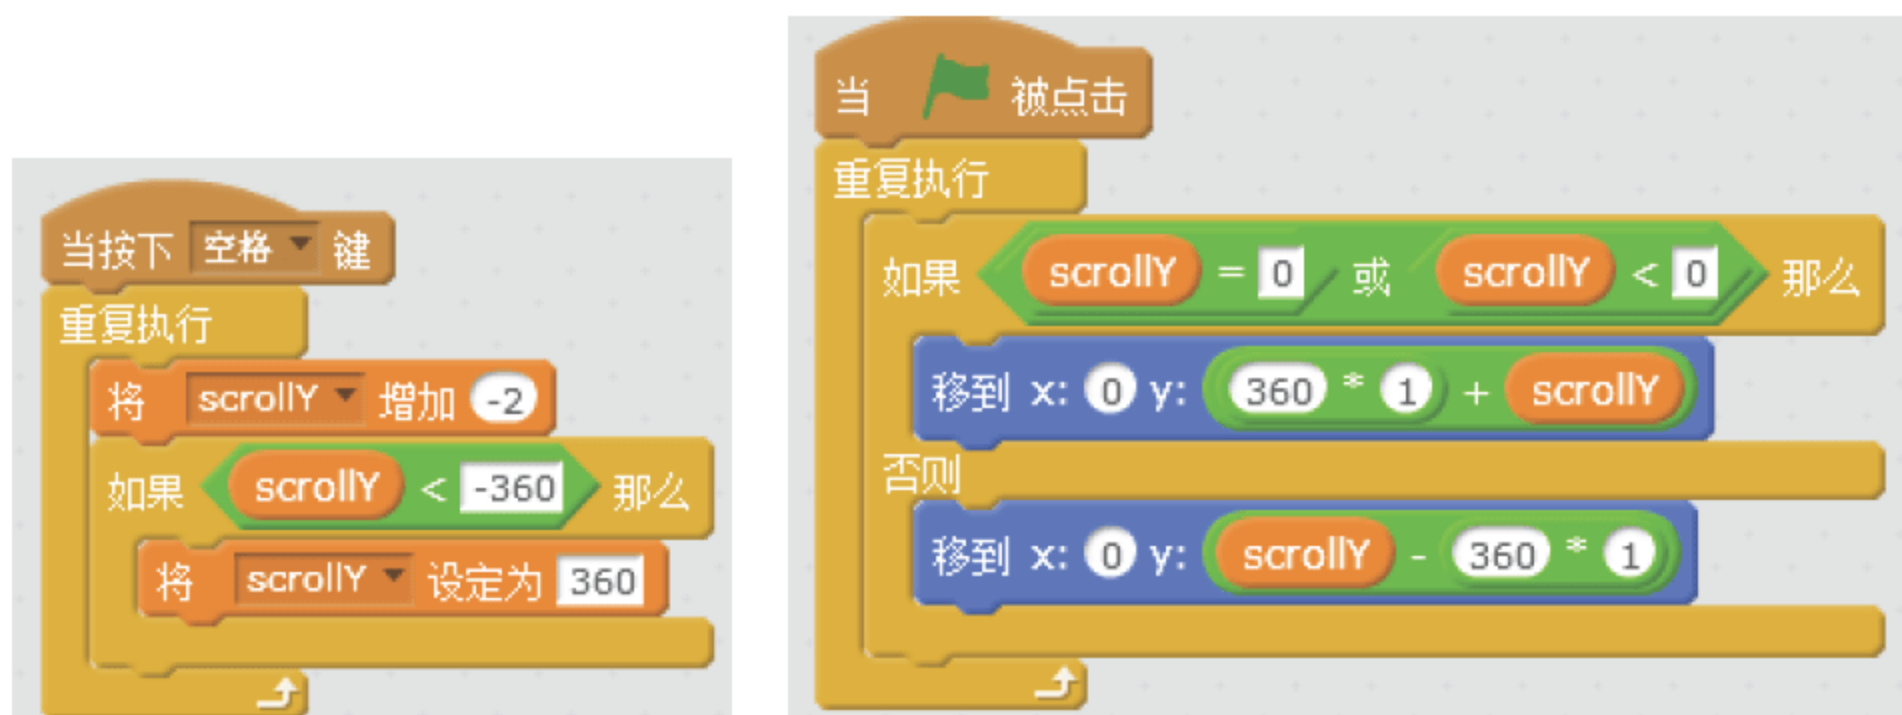 当按下 空格 键
重复执行
将 scrollY 增加 -2
如果 scrollY < -360 那么
将 scrollY 设定为 360
当 被点击
重复执行
如果 scrollY = 0 或 scrollY < 0 那么
移到 x: 0 y: 360 * 1 + scrollY
否则
移到 x: 0 y: scrollY - 360 * 1